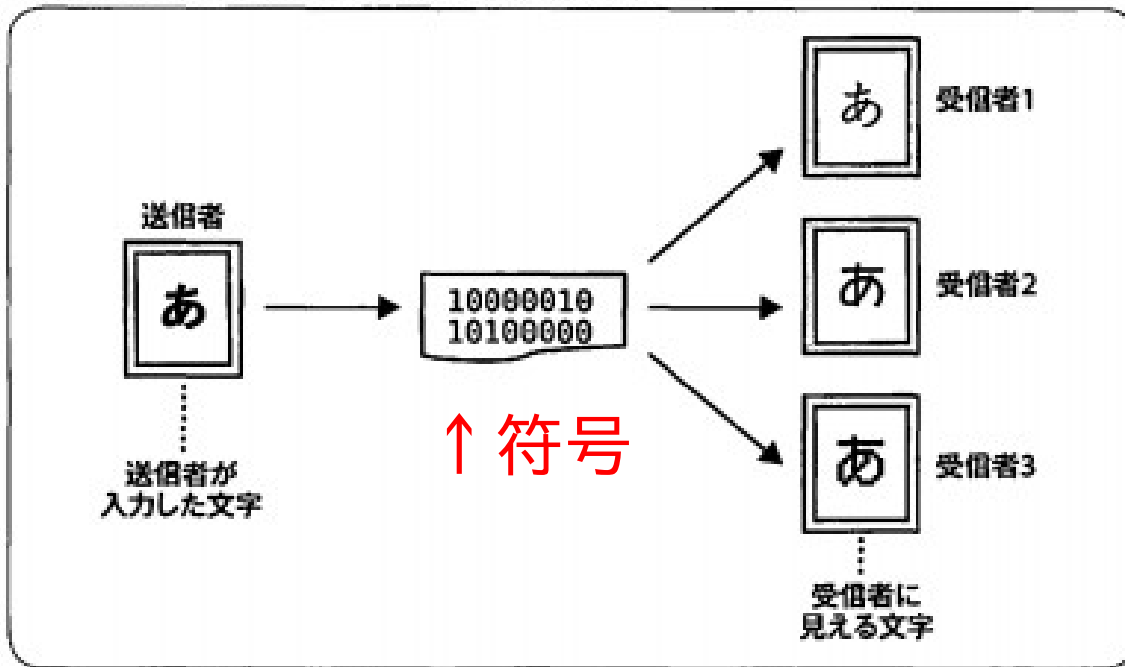 送信者
あ
送信者が
入力した文字
10000010
10100000
↑ 符号
あ
受信者1
あ
受信者2
あ
受信者3
受信者に
見える文字